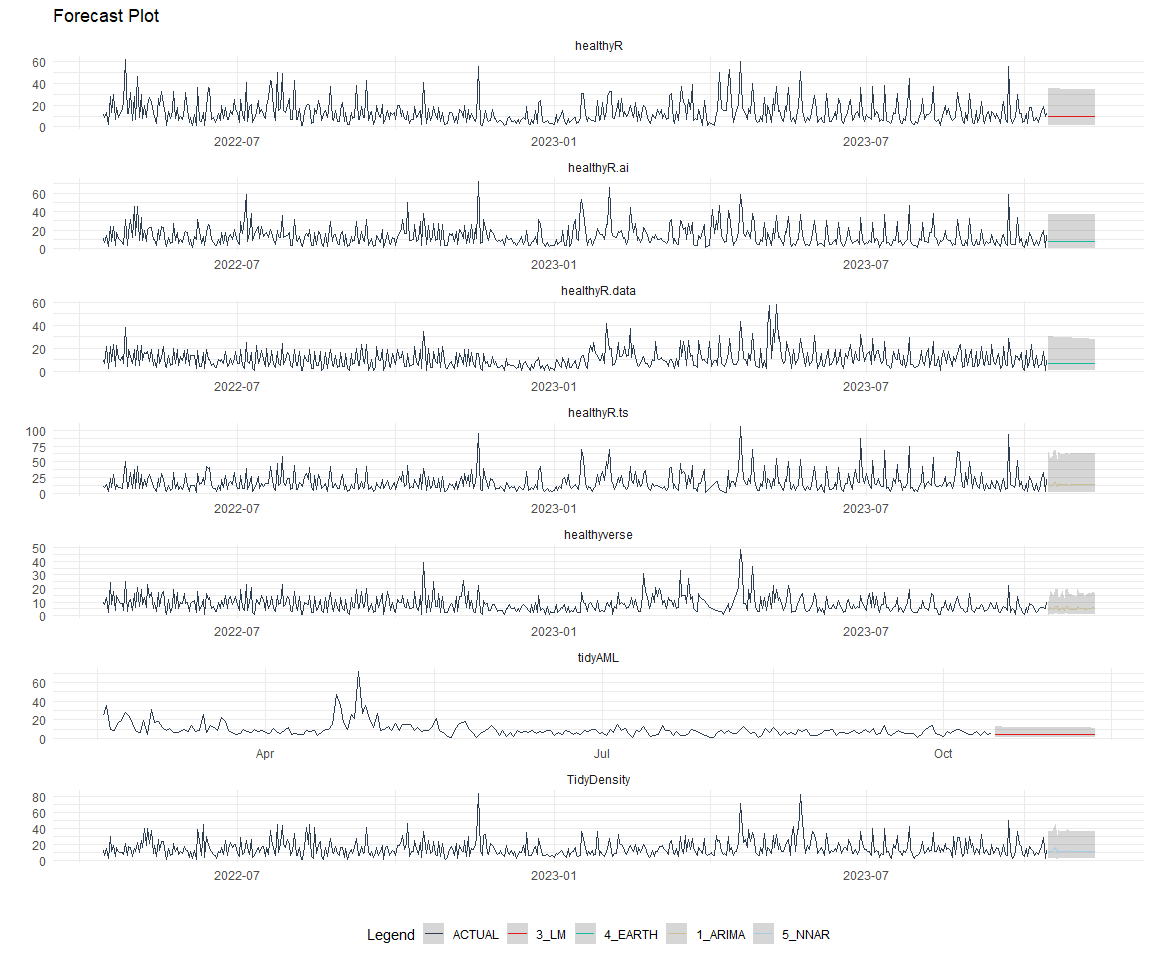 Forecast Plot
healthyR
60
40
20
0
2022-07 2023-01 2023-07
healthyR.ai
60
40
20
0
2022-07 2023-01 2023-07
healthyR.data
60
40
20
0
2022-07 2023-01 2023-07
healthyR.ts
100
75
50
25
0
2022-07 2023-01 2023-07
healthyverse
50
40
30
20
10
0
2022-07 2023-01 2023-07
tidyAML
60
40
20
0
Apr Jul Oct
TidyDensity
80
60
40
20
0
2022-07 2023-01 2023-07
Legend ACTUAL 3_LM 4_EARTH 1_ARIMA 5_NNAR